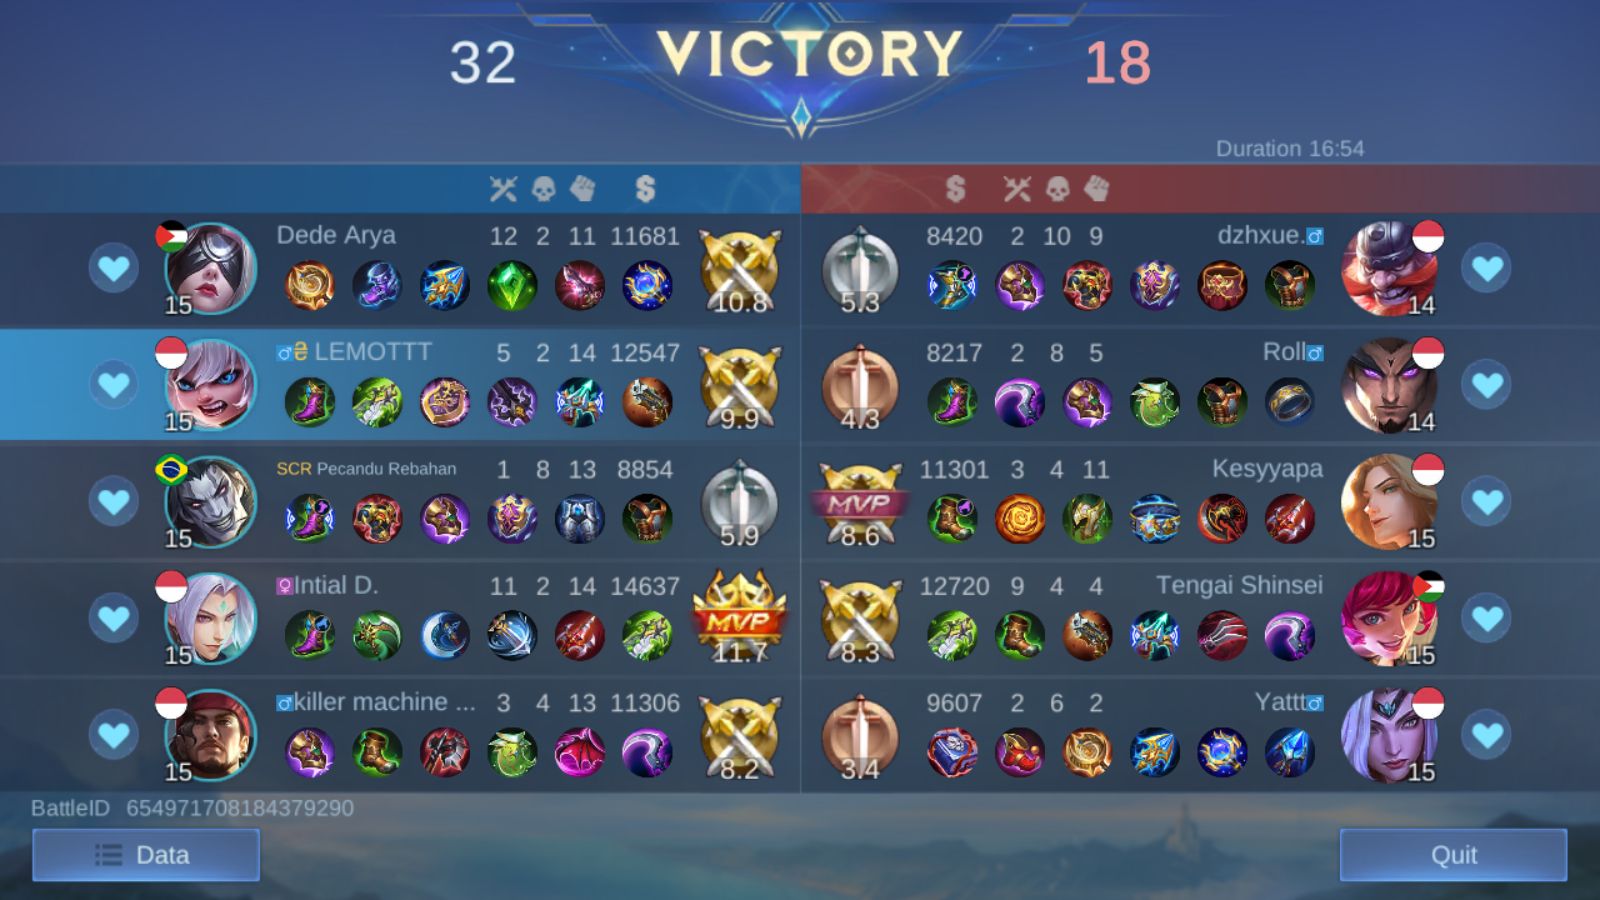 32 VICTORY 18
Duration 16:54
Dede Arya 12 2 11 11681
15 10.8
5.3 8420 2 10 9 dzhxue.
14
LEMOTTT 5 2 14 12547
15 9.9
4.3 8217 2 8 5 Roll
14
SCR Pecandu Rebahan 1 8 13 8854
15 5.9
MVP 8.6 11301 3 4 11 Kesyyapa
15
Intial D. 11 2 14 14637
15 MVP 11.7
8.3 12720 9 4 4 Tengai Shinsei
15
killer machine ... 3 4 13 11306
15 8.2
3.4 9607 2 6 2 Yattt
15
BattleID 654971708184379290
Data
Quit